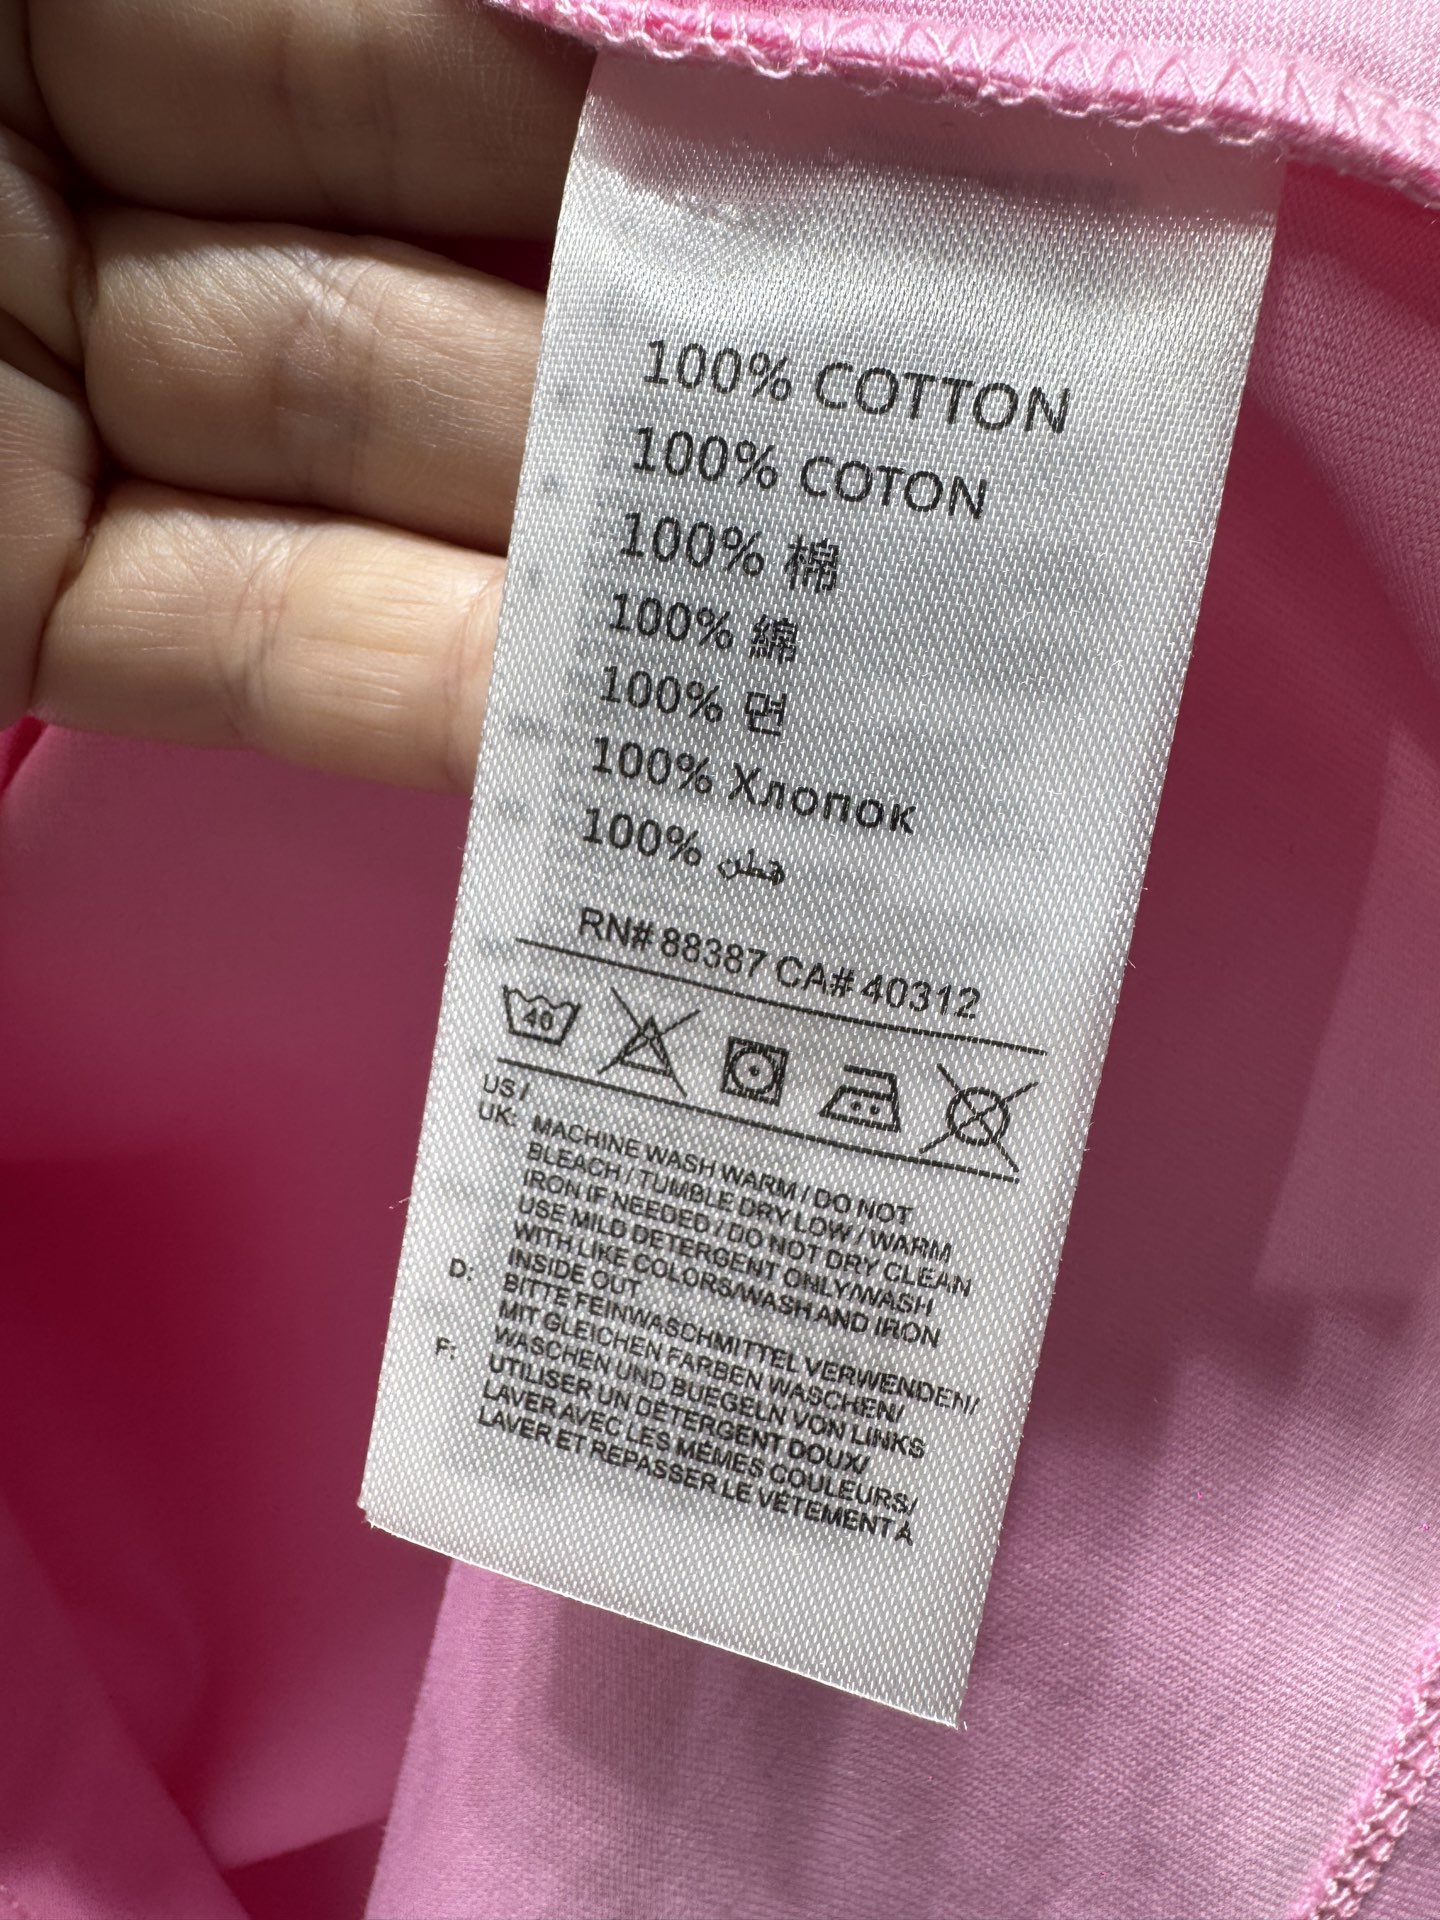 100% COTTON
100% COTON
100% 棉
100% 綿
100% 면
100% Хлопок
100% قطن
RN# 88387 CA# 40312
40
US /
UK: MACHINE WASH WARM / DO NOT
BLEACH / TUMBLE DRY LOW / WARM
IRON IF NEEDED / DO NOT DRY CLEAN
USE MILD DETERGENT ONLY/WASH
WITH LIKE COLORS/WASH AND IRON
INSIDE OUT
D: BITTE FEINWASCHMITTEL VERWENDEN/
MIT GLEICHEN FARBEN WASCHEN/
WASCHEN UND BUEGELN VON LINKS
F: UTILISER UN DÉTERGENT DOUX/
LAVER AVEC LES MÊMES COULEURS/
LAVER ET REPASSER LE VÊTEMENT À